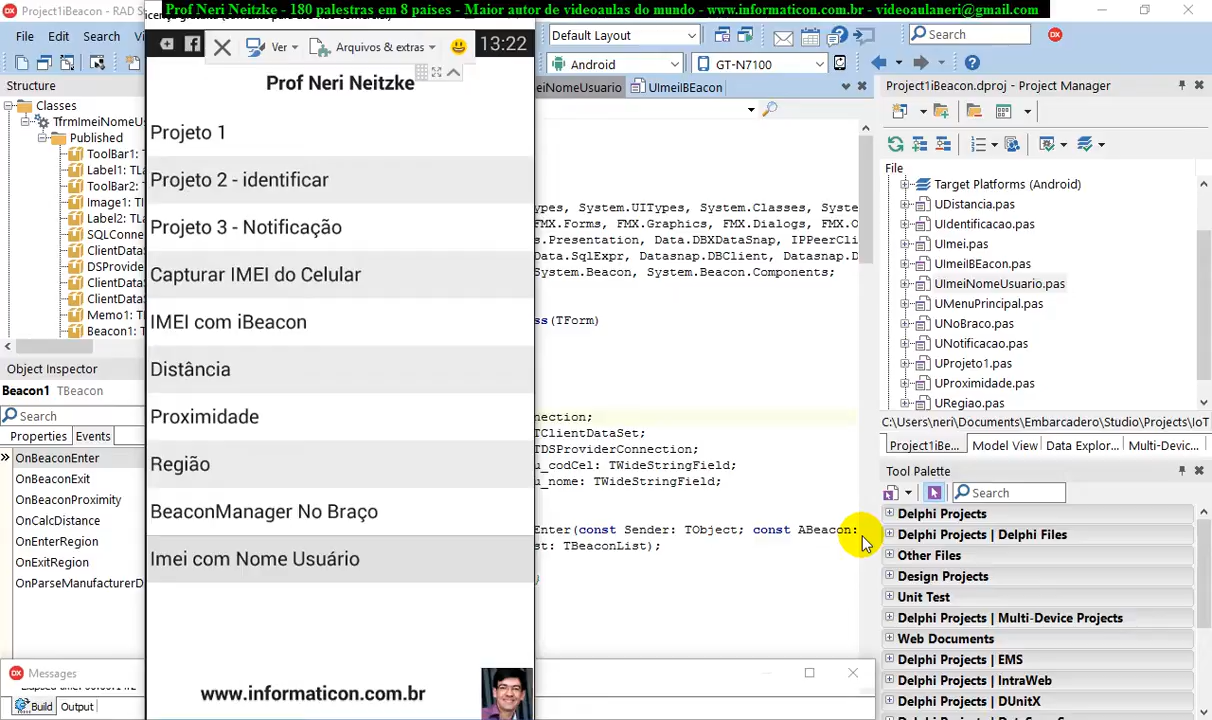 Prof Neri Neitzke - 180 palestras em 8 países - Maior autor de videoaulas do mundo - www.informaticon.com.br - videoaulaneri@gmail.com
Project1iBeacon - RAD S
File Edit Search
Structure
Classes
TfrmImeiNomeU
Published
ToolBar1:
Label1: TL
ToolBar2:
Image1: T
Label2: TL
SQLConne
ClientData
DSProvide
ClientData
ClientData
Memo1: T
Beacon1:
Object Inspector
Beacon1 TBeacon
Search
Properties Events
OnBeaconEnter
OnBeaconExit
OnBeaconProximity
OnCalcDistance
OnEnterRegion
OnExitRegion
OnParseManufacturerD
Messages
Build Output
Ver
Arquivos & extras
13:22
Prof Neri Neitzke
Projeto 1
Projeto 2 - identificar
Projeto 3 - Notificação
Capturar IMEI do Celular
IMEI com iBeacon
Distância
Proximidade
Região
BeaconManager No Braço
Imei com Nome Usuário
www.informaticon.com.br
Default Layout
Search
Android
GT-N7100
eiNomeUsuario UImeiIBEacon
ypes, System.UITypes, System.Classes, Syste
FMX.Forms, FMX.Graphics, FMX.Dialogs, FMX.
s.Presentation, Data.DBXDataSnap, IPPeerCli
Data.SqlExpr, Datasnap.DBClient, Datasnap.D
System.Beacon, System.Beacon.Components;
ss(TForm)
nection;
TClientDataSet;
TDSProviderConnection;
u_codCel: TWideStringField;
u_nome: TWideStringField;
Enter(const Sender: TObject; const ABeacon:
st: TBeaconList);
Project1iBeacon.dproj - Project Manager
File
Target Platforms (Android)
UDistancia.pas
UIdentificacao.pas
UImei.pas
UImeiIBEacon.pas
UImeiNomeUsuario.pas
UMenuPrincipal.pas
UNoBraco.pas
UNotificacao.pas
UProjeto1.pas
UProximidade.pas
URegiao.pas
C:\Users\neri\Documents\Embarcadero\Studio\Projects\IoT
Project1iBe... Model View Data Explor... Multi-Devic...
Tool Palette
Search
Delphi Projects
Delphi Projects | Delphi Files
Other Files
Design Projects
Unit Test
Delphi Projects | Multi-Device Projects
Web Documents
Delphi Projects | EMS
Delphi Projects | IntraWeb
Delphi Projects | DUnitX